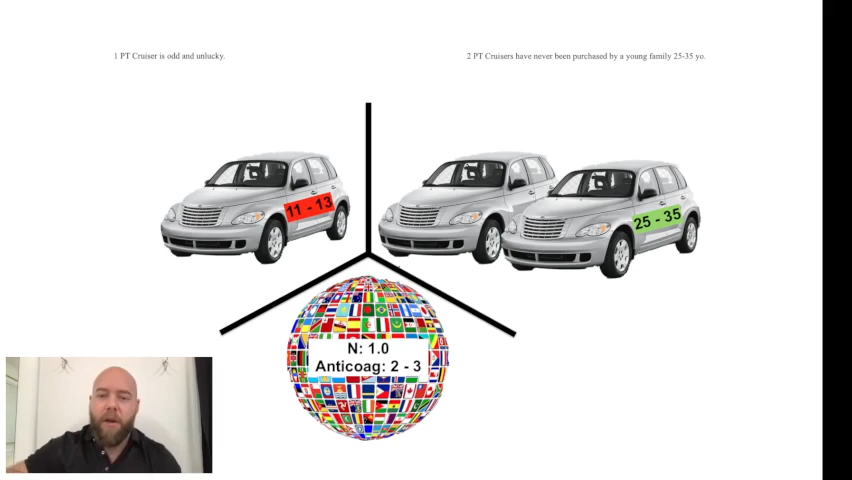 1 PT Cruiser is odd and unlucky.
2 PT Cruisers have never been purchased by a young family 25-35 yo.
11 - 13
25 - 35
N: 1.0
Anticoag: 2 - 3